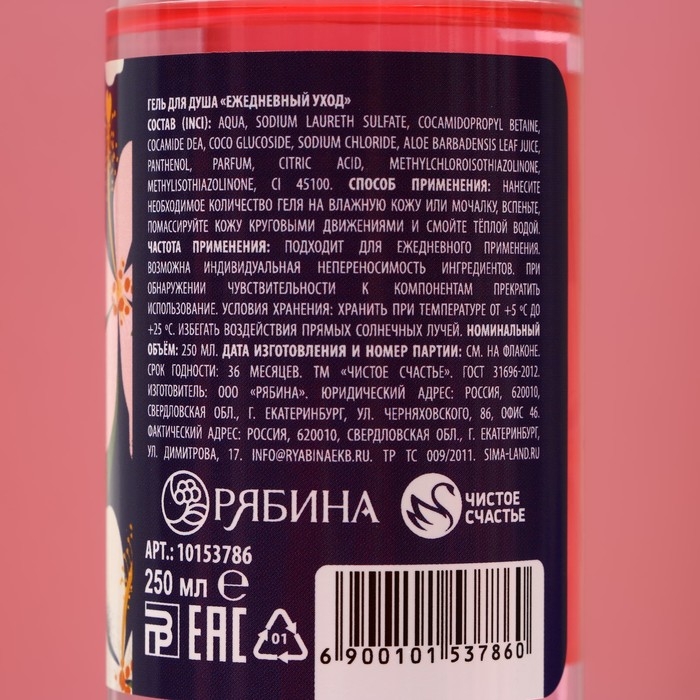 ГЕЛЬ ДЛЯ ДУША «ЕЖЕДНЕВНЫЙ УХОД»
СОСТАВ (INCI): AQUA, SODIUM LAURETH SULFATE, COCAMIDOPROPYL BETAINE,
COCAMIDE DEA, COCO GLUCOSIDE, SODIUM CHLORIDE, ALOE BARBADENSIS LEAF JUICE,
PANTHENOL, PARFUM, CITRIC ACID, METHYLCHLOROISOTHIAZOLINONE,
METHYLISOTHIAZOLINONE, CI 45100. СПОСОБ ПРИМЕНЕНИЯ: НАНЕСИТЕ
НЕОБХОДИМОЕ КОЛИЧЕСТВО ГЕЛЯ НА ВЛАЖНУЮ КОЖУ ИЛИ МОЧАЛКУ, ВСПЕНЬТЕ,
ПОМАССИРУЙТЕ КОЖУ КРУГОВЫМИ ДВИЖЕНИЯМИ И СМОЙТЕ ТЁПЛОЙ ВОДОЙ.
ЧАСТОТА ПРИМЕНЕНИЯ: ПОДХОДИТ ДЛЯ ЕЖЕДНЕВНОГО ПРИМЕНЕНИЯ.
ВОЗМОЖНА ИНДИВИДУАЛЬНАЯ НЕПЕРЕНОСИМОСТЬ ИНГРЕДИЕНТОВ. ПРИ
ОБНАРУЖЕНИИ ЧУВСТВИТЕЛЬНОСТИ К КОМПОНЕНТАМ ПРЕКРАТИТЬ
ИСПОЛЬЗОВАНИЕ. УСЛОВИЯ ХРАНЕНИЯ: ХРАНИТЬ ПРИ ТЕМПЕРАТУРЕ ОТ +5 ºC ДО
+25 ºC. ИЗБЕГАТЬ ВОЗДЕЙСТВИЯ ПРЯМЫХ СОЛНЕЧНЫХ ЛУЧЕЙ. НОМИНАЛЬНЫЙ
ОБЪЁМ: 250 МЛ. ДАТА ИЗГОТОВЛЕНИЯ И НОМЕР ПАРТИИ: СМ. НА ФЛАКОНЕ.
СРОК ГОДНОСТИ: 36 МЕСЯЦЕВ. ТМ «ЧИСТОЕ СЧАСТЬЕ». ГОСТ 31696-2012.
ИЗГОТОВИТЕЛЬ: ООО «РЯБИНА». ЮРИДИЧЕСКИЙ АДРЕС: РОССИЯ, 620010,
СВЕРДЛОВСКАЯ ОБЛ., Г. ЕКАТЕРИНБУРГ, УЛ. ЧЕРНЯХОВСКОГО, 86, ОФИС 46.
ФАКТИЧЕСКИЙ АДРЕС: РОССИЯ, 620010, СВЕРДЛОВСКАЯ ОБЛ., Г. ЕКАТЕРИНБУРГ,
УЛ. ДИМИТРОВА, 17. INFO@RYABINAEKB.RU. ТР ТС 009/2011. SIMA-LAND.RU
РЯБИНА
ЧИСТОЕ
СЧАСТЬЕ
АРТ.: 10153786
250 МЛ ℮
EAC
01
6 900101 537860